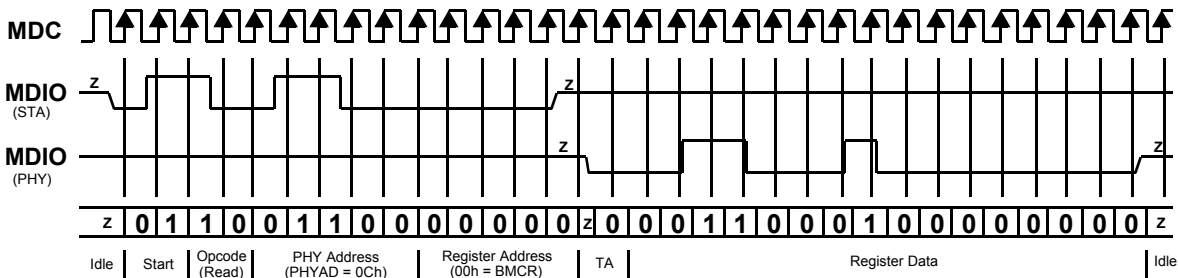 MDC
MDIO
(STA)
z
z
MDIO
(PHY)
z
z
z 0 1 1 0 0 1 1 0 0 0 0 0 0 0 z 0 0 0 1 1 0 0 0 1 0 0 0 0 0 0 0 0 z
Idle
Start
Opcode
(Read)
PHY Address
(PHYAD = 0Ch)
Register Address
(00h = BMCR)
TA
Register Data
Idle